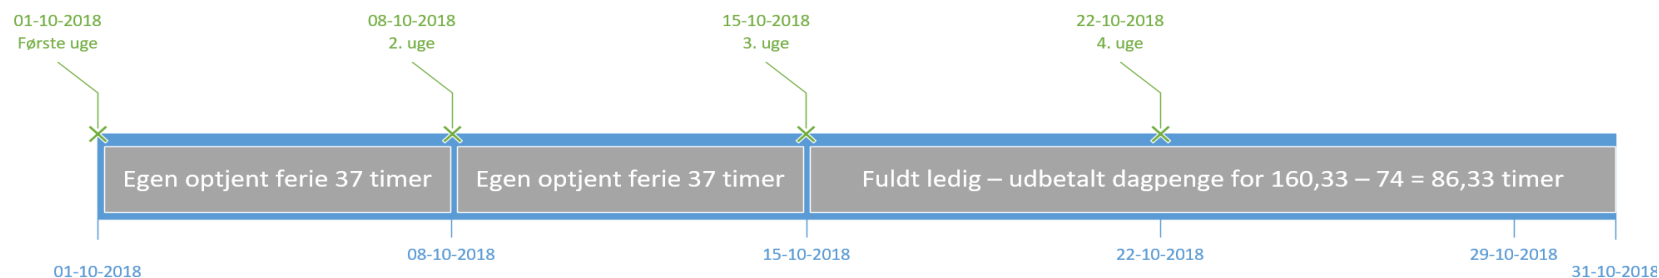 01-10-2018
Første uge
08-10-2018
2. uge
15-10-2018
3. uge
22-10-2018
4. uge
Egen optjent ferie 37 timer
Egen optjent ferie 37 timer
Fuldt ledig – udbetalt dagpenge for 160,33 – 74 = 86,33 timer
01-10-2018
08-10-2018
15-10-2018
22-10-2018
29-10-2018
31-10-2018